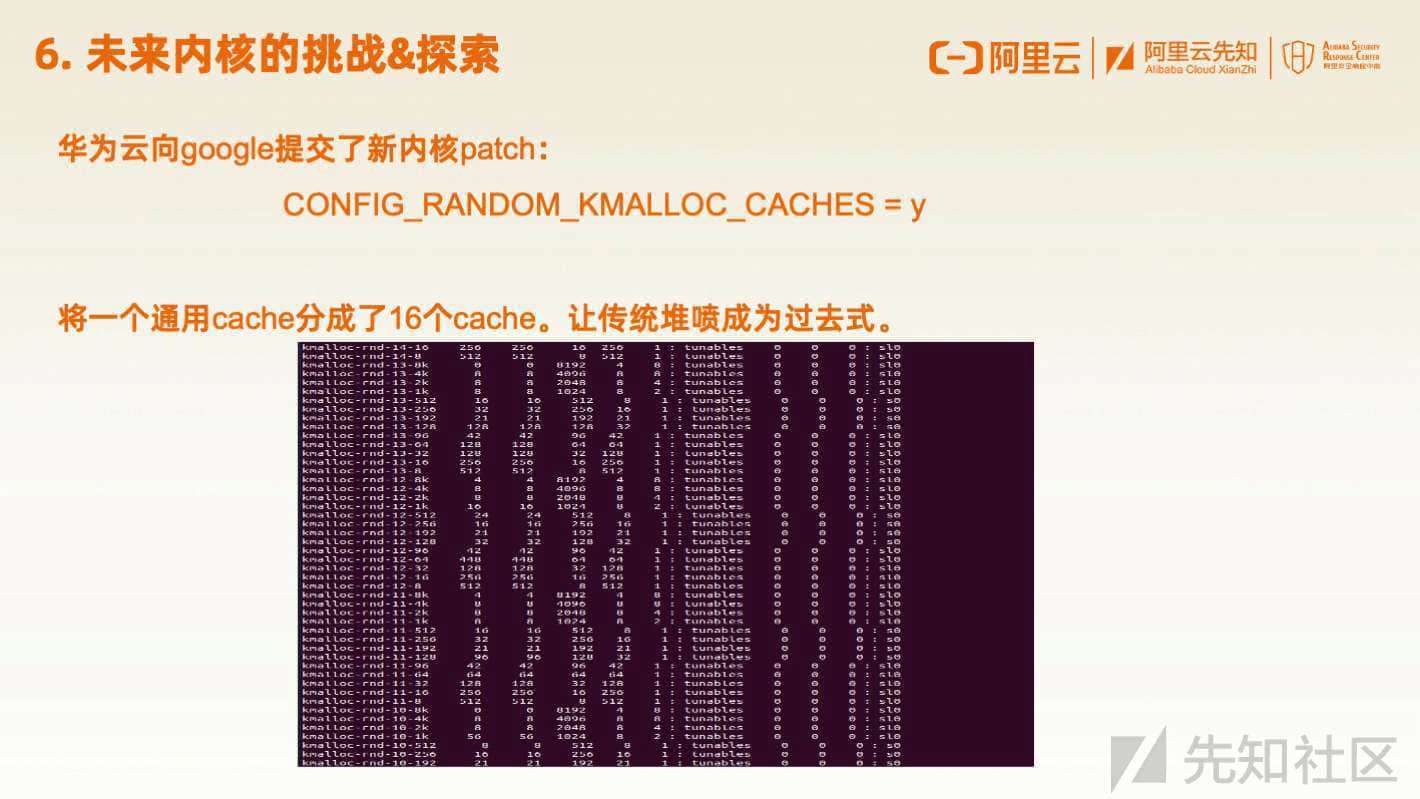 6. 未来内核的挑战&探索
阿里云
阿里云先知
Alibaba Cloud XianZhi
ALIBABA SECURITY
RESPONSE CENTER
华为云向google提交了新内核patch：
CONFIG_RANDOM_KMALLOC_CACHES = y
将一个通用cache分成了16个cache。让传统堆喷成为过去式。
kmalloc-rnd-14-16 256 256 16 256 1 : tunables 0 0 0 : sl0
kmalloc-rnd-14-8 512 512 8 512 1 : tunables 0 0 0 : sl0
kmalloc-rnd-13-8k 0 0 8192 4 8 : tunables 0 0 0 : sl0
kmalloc-rnd-13-4k 8 8 4096 8 8 : tunables 0 0 0 : sl0
kmalloc-rnd-13-2k 8 8 2048 8 4 : tunables 0 0 0 : sl0
kmalloc-rnd-13-1k 8 8 1024 8 2 : tunables 0 0 0 : sl0
kmalloc-rnd-13-512 16 16 512 8 1 : tunables 0 0 0 : s0
kmalloc-rnd-13-256 32 32 256 16 1 : tunables 0 0 0 : s0
kmalloc-rnd-13-192 21 21 192 21 1 : tunables 0 0 0 : s0
kmalloc-rnd-13-128 128 128 128 32 1 : tunables 0 0 0 : s0
kmalloc-rnd-13-96 42 42 96 42 1 : tunables 0 0 0 : sl0
kmalloc-rnd-13-64 128 128 64 64 1 : tunables 0 0 0 : sl0
kmalloc-rnd-13-32 128 128 32 128 1 : tunables 0 0 0 : sl0
kmalloc-rnd-13-16 256 256 16 256 1 : tunables 0 0 0 : sl0
kmalloc-rnd-13-8 512 512 8 512 1 : tunables 0 0 0 : sl0
kmalloc-rnd-12-8k 4 4 8192 4 8 : tunables 0 0 0 : sl0
kmalloc-rnd-12-4k 8 8 4096 8 8 : tunables 0 0 0 : sl0
kmalloc-rnd-12-2k 8 8 2048 8 4 : tunables 0 0 0 : sl0
kmalloc-rnd-12-1k 16 16 1024 8 2 : tunables 0 0 0 : sl0
kmalloc-rnd-12-512 24 24 512 8 1 : tunables 0 0 0 : s0
kmalloc-rnd-12-256 16 16 256 16 1 : tunables 0 0 0 : s0
kmalloc-rnd-12-192 21 21 192 21 1 : tunables 0 0 0 : s0
kmalloc-rnd-12-128 32 32 128 32 1 : tunables 0 0 0 : s0
kmalloc-rnd-12-96 42 42 96 42 1 : tunables 0 0 0 : sl0
kmalloc-rnd-12-64 448 448 64 64 1 : tunables 0 0 0 : sl0
kmalloc-rnd-12-32 128 128 32 128 1 : tunables 0 0 0 : sl0
kmalloc-rnd-12-16 256 256 16 256 1 : tunables 0 0 0 : sl0
kmalloc-rnd-12-8 512 512 8 512 1 : tunables 0 0 0 : sl0
kmalloc-rnd-11-8k 4 4 8192 4 8 : tunables 0 0 0 : sl0
kmalloc-rnd-11-4k 8 8 4096 8 8 : tunables 0 0 0 : sl0
kmalloc-rnd-11-2k 8 8 2048 8 4 : tunables 0 0 0 : sl0
kmalloc-rnd-11-1k 8 8 1024 8 2 : tunables 0 0 0 : sl0
kmalloc-rnd-11-512 16 16 512 8 1 : tunables 0 0 0 : s0
kmalloc-rnd-11-256 32 32 256 16 1 : tunables 0 0 0 : s0
kmalloc-rnd-11-192 21 21 192 21 1 : tunables 0 0 0 : s0
kmalloc-rnd-11-128 96 96 128 32 1 : tunables 0 0 0 : s0
kmalloc-rnd-11-96 42 42 96 42 1 : tunables 0 0 0 : sl0
kmalloc-rnd-11-64 64 64 64 64 1 : tunables 0 0 0 : sl0
kmalloc-rnd-11-32 128 128 32 128 1 : tunables 0 0 0 : sl0
kmalloc-rnd-11-16 256 256 16 256 1 : tunables 0 0 0 : sl0
kmalloc-rnd-11-8 512 512 8 512 1 : tunables 0 0 0 : sl0
kmalloc-rnd-10-8k 0 0 8192 4 8 : tunables 0 0 0 : sl0
kmalloc-rnd-10-4k 8 8 4096 8 8 : tunables 0 0 0 : sl0
kmalloc-rnd-10-2k 8 8 2048 8 4 : tunables 0 0 0 : sl0
kmalloc-rnd-10-1k 56 56 1024 8 2 : tunables 0 0 0 : sl0
kmalloc-rnd-10-512 8 8 512 8 1 : tunables 0 0 0 : s0
kmalloc-rnd-10-256 16 16 256 16 1 : tunables 0 0 0 : s0
kmalloc-rnd-10-192 21 21 192 21 1 : tunables 0 0 0 : s0
先知社区